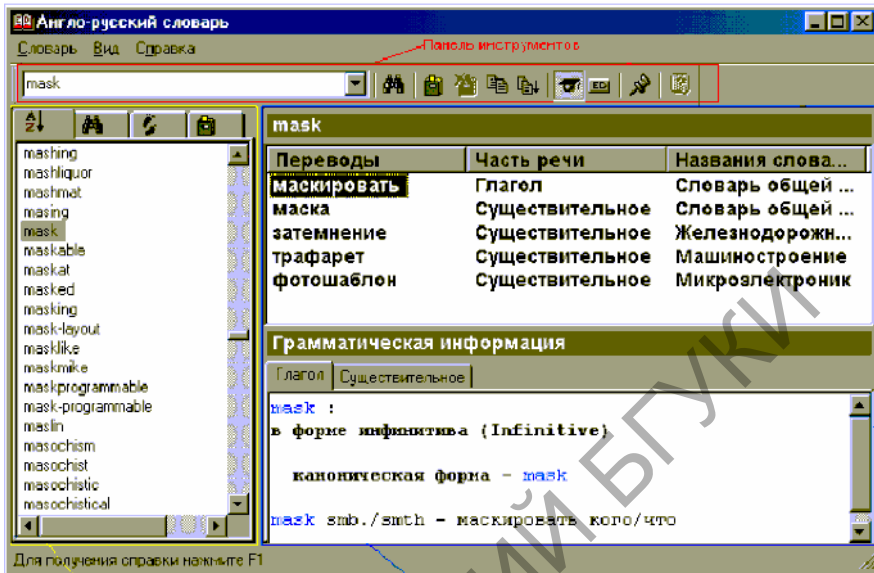 Англо-русский словарь
Словарь Вид Справка
Панель инструментов
mask
mashing
mashliquor
mashmat
masing
mask
maskable
maskat
masked
masking
mask-layout
masklike
maskmike
maskprogrammable
mask-programmable
maslin
masochism
masochist
masochistic
masochistical
mask
Переводы Часть речи Названия слова...
маскировать Глагол Словарь общей ...
маска Существительное Словарь общей ...
затемнение Существительное Железнодорожн...
трафарет Существительное Машиностроение
фотошаблон Существительное Микроэлектроник
Грамматическая информация
Глагол Существительное
mask :
в форме инфинитива (Infinitive)
каноническая форма - mask
mask smb./smth - маскировать кого/что
Для получения справки нажмите F1
КИЙ БГУКИ